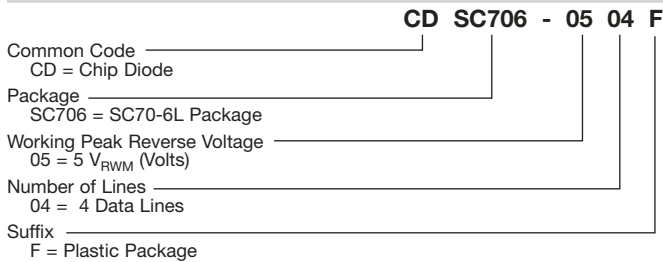 CD SC706 - 05 04 F
Common Code
CD = Chip Diode
Package
SC706 = SC70-6L Package
Working Peak Reverse Voltage
05 = 5 VRWM (Volts)
Number of Lines
04 = 4 Data Lines
Suffix
F = Plastic Package